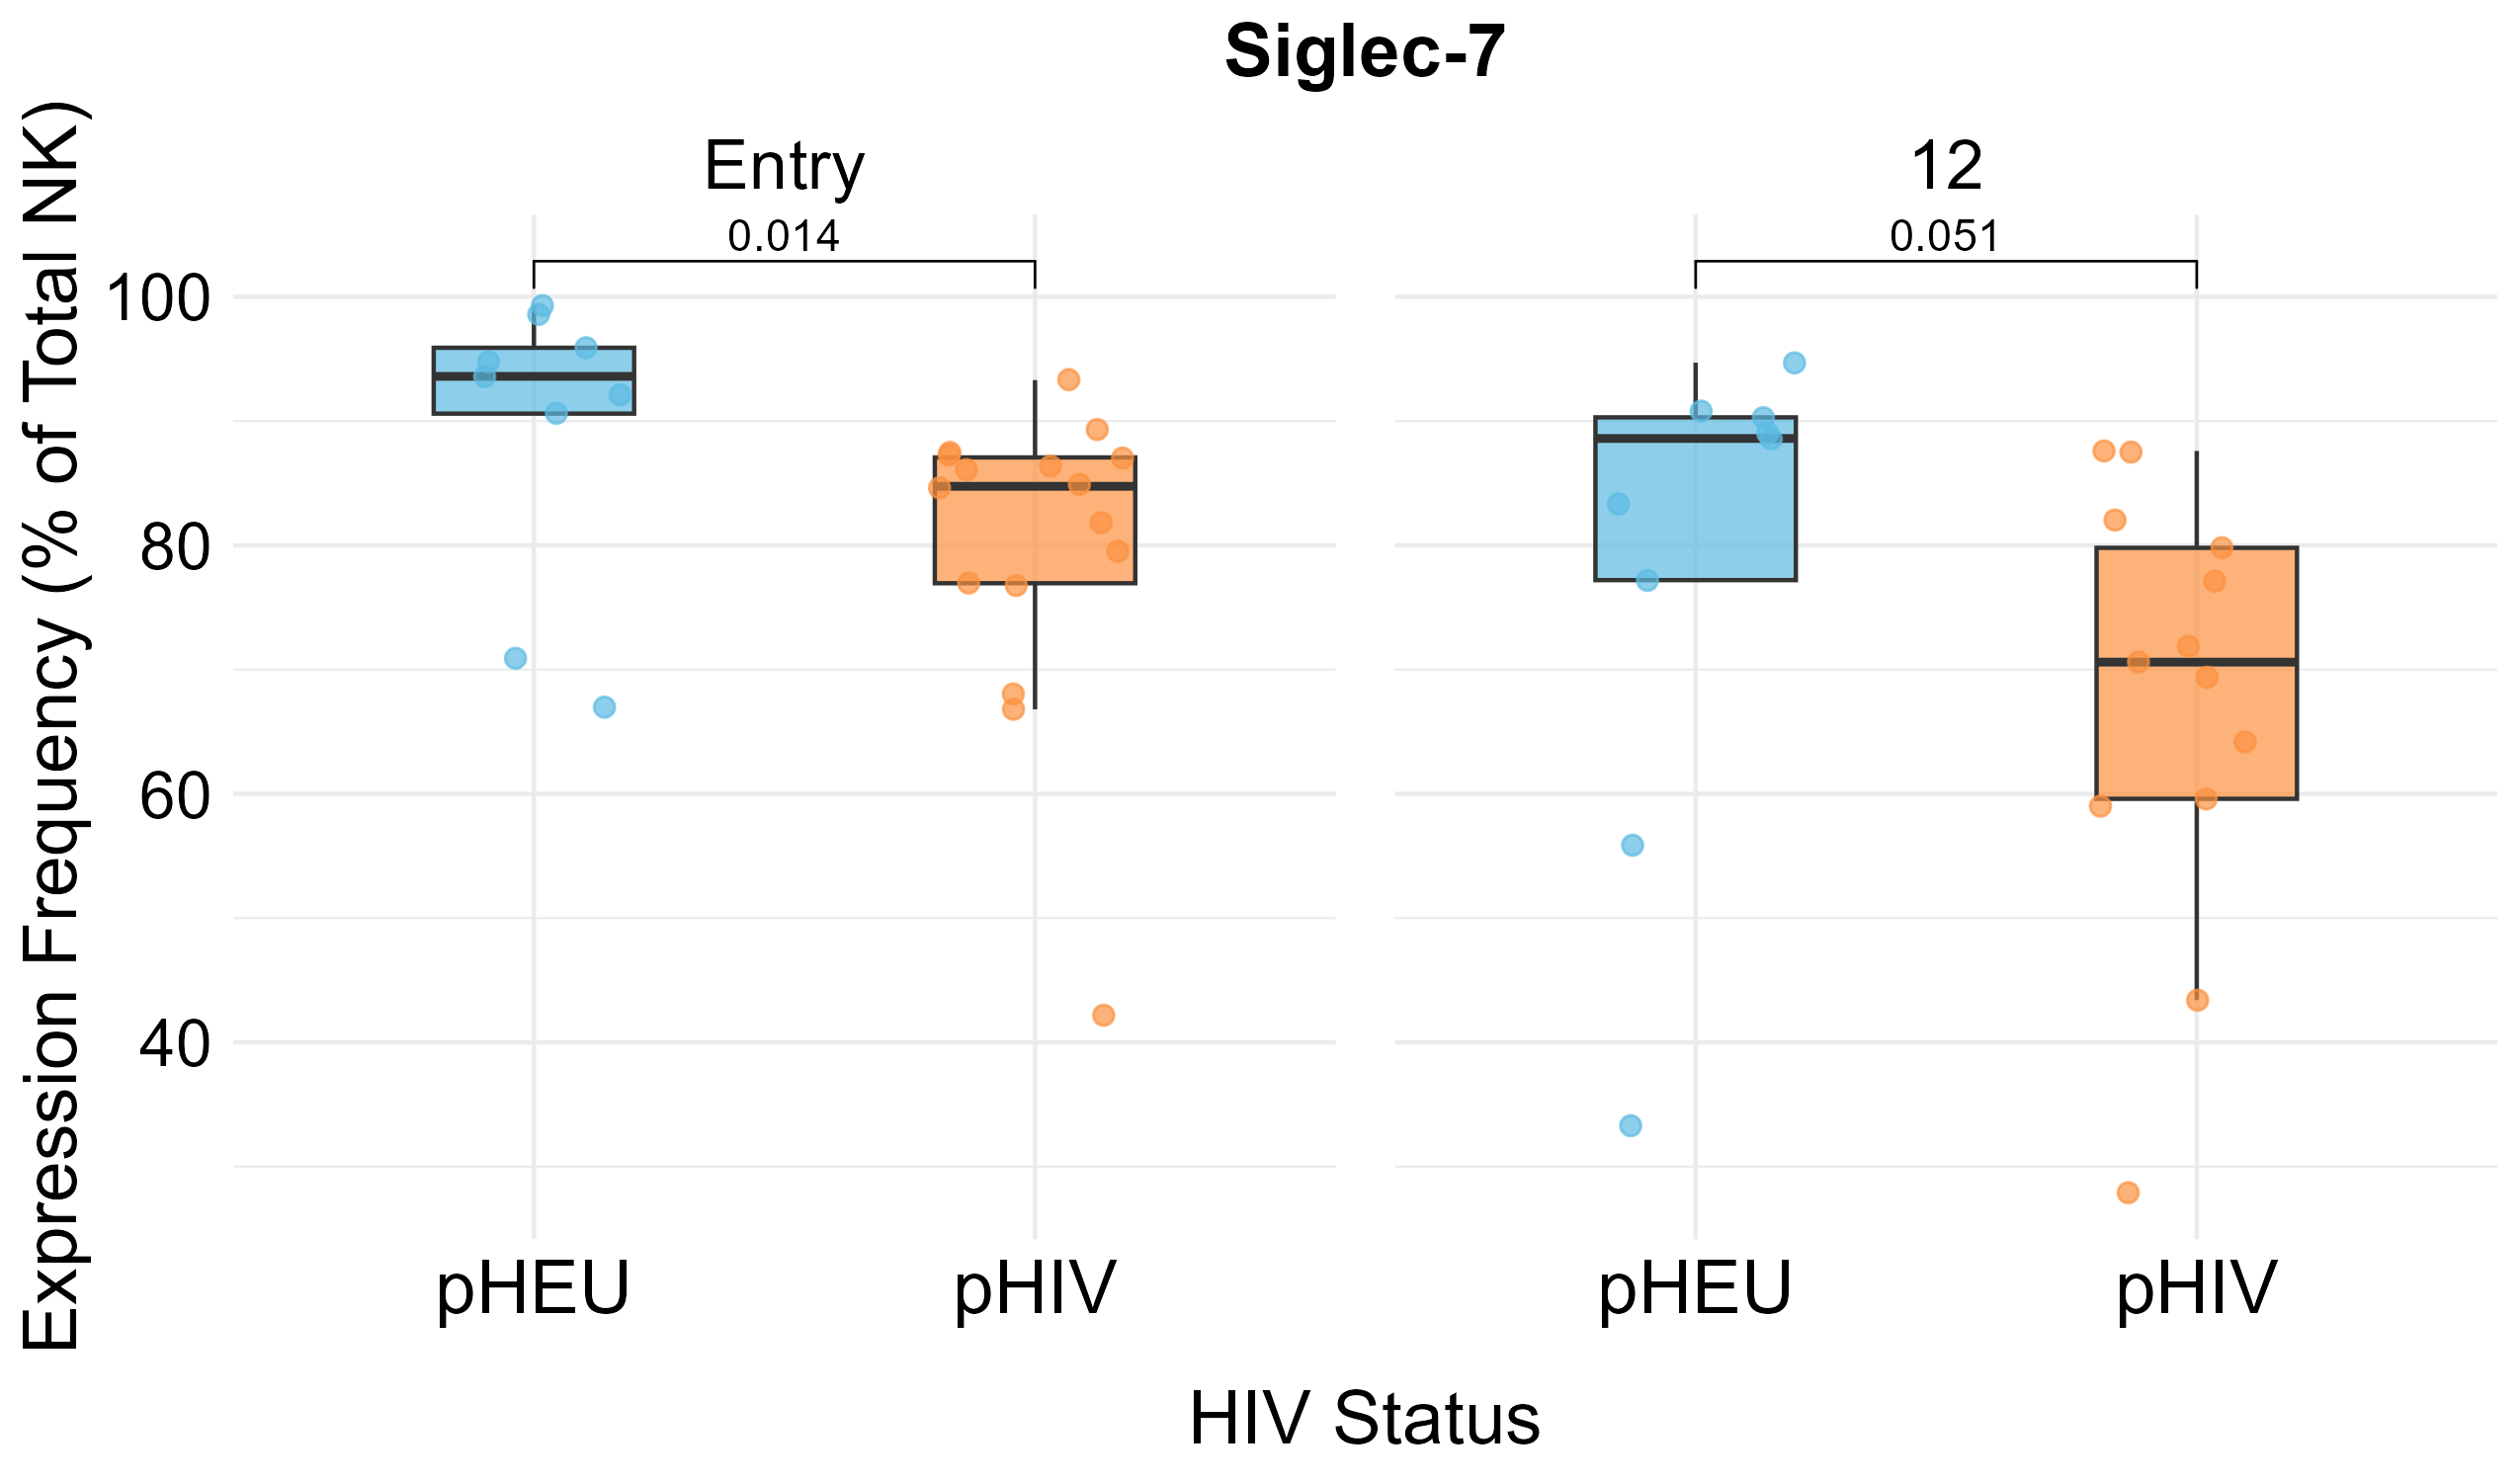 Siglec-7
Entry
12
0.014
0.051
Expression Frequency (% of Total NK)
100
80
60
40
pHEU
pHIV
pHEU
pHIV
HIV Status